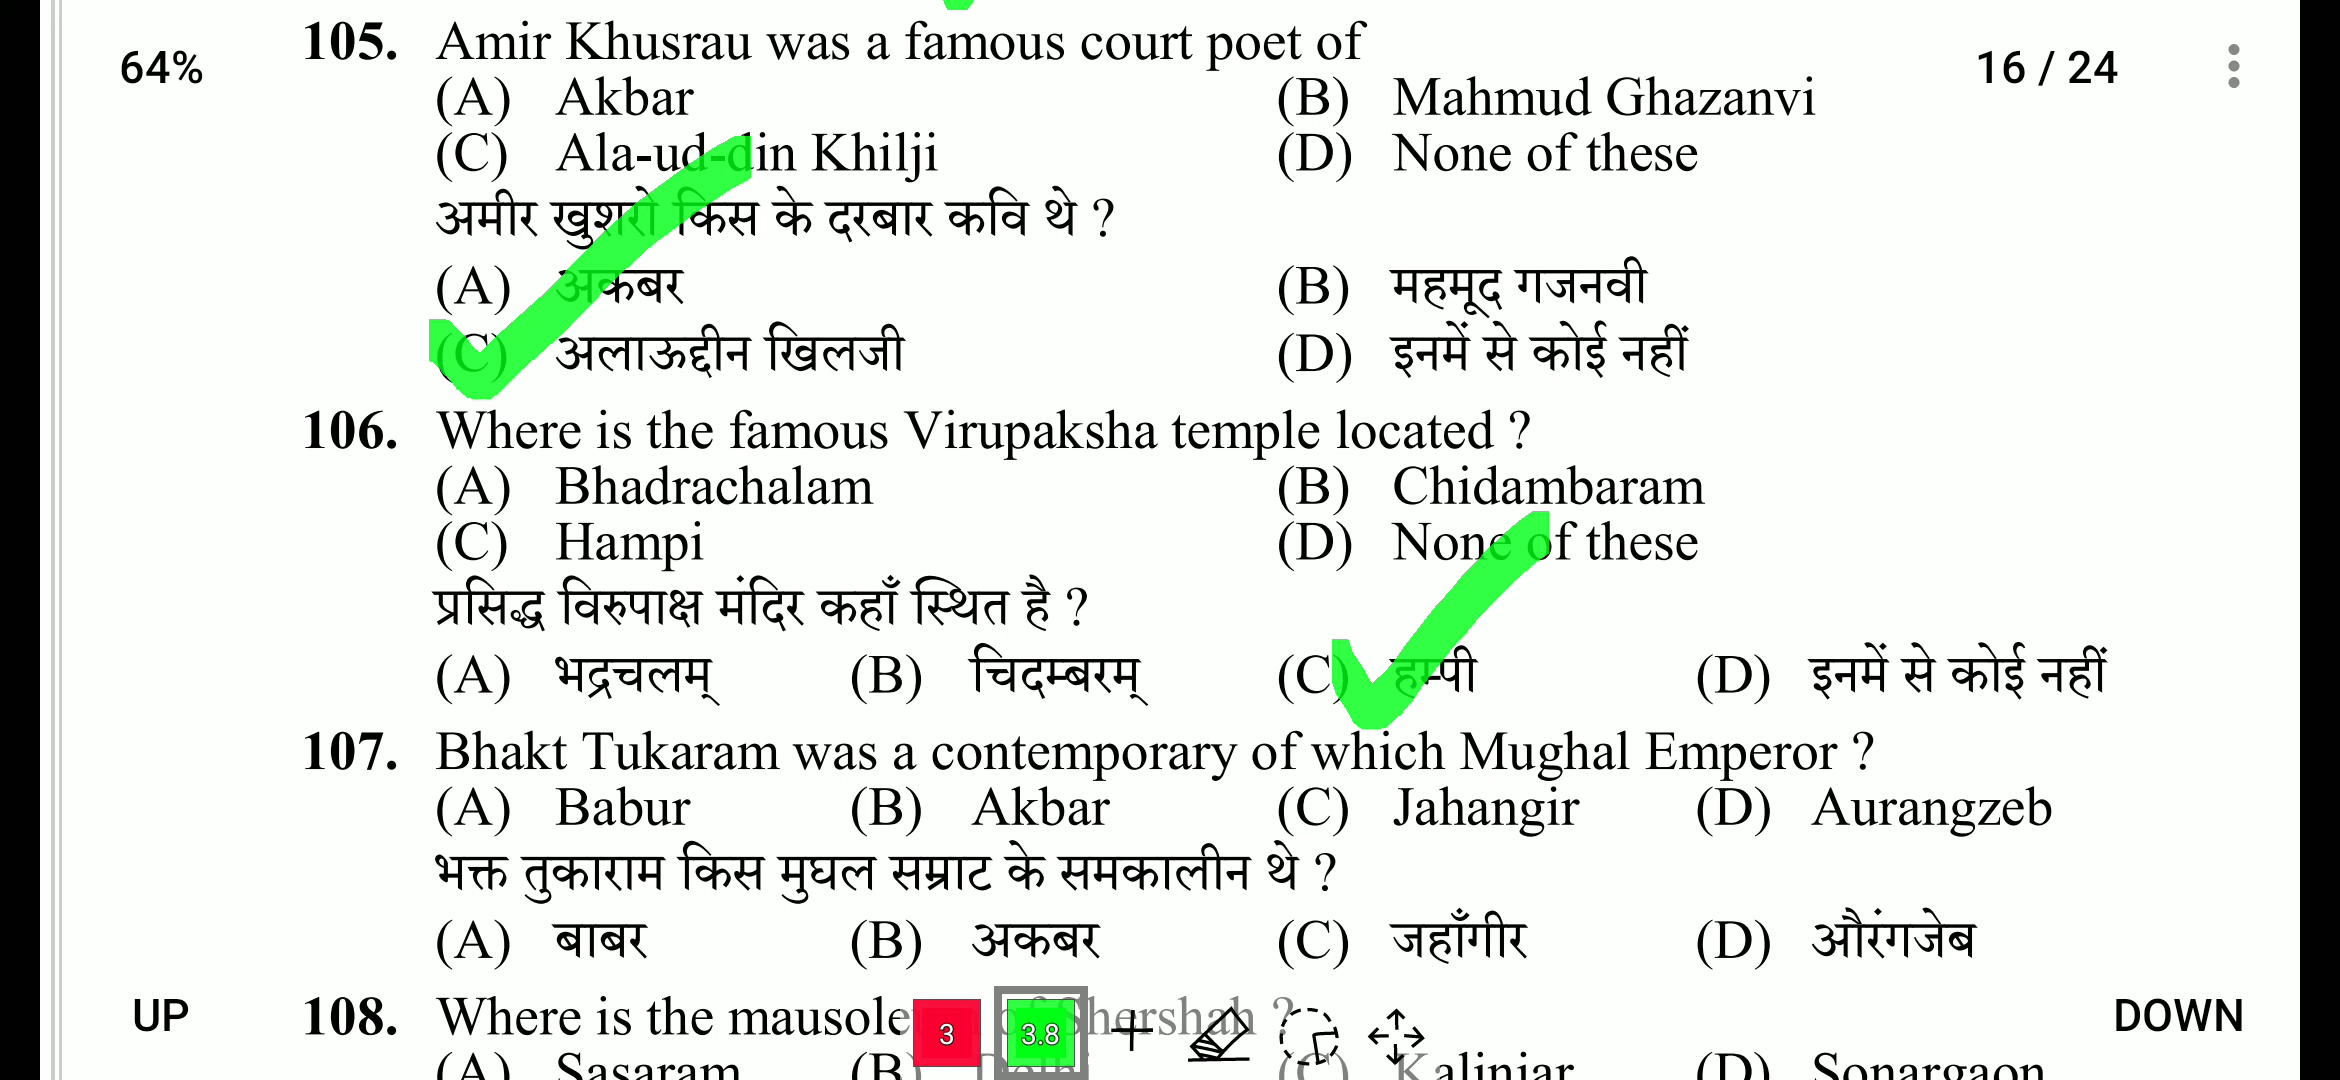 64%
16 / 24
105. Amir Khusrau was a famous court poet of
(A) Akbar (B) Mahmud Ghazanvi
(C) Ala-ud-din Khilji (D) None of these
अमीर खुशरो किस के दरबार कवि थे ?
(A) अकबर (B) महमूद गजनवी
(C) अलाऊद्दीन खिलजी (D) इनमें से कोई नहीं
106. Where is the famous Virupaksha temple located ?
(A) Bhadrachalam (B) Chidambaram
(C) Hampi (D) None of these
प्रसिद्ध विरुपाक्ष मंदिर कहाँ स्थित है ?
(A) भद्रचलम् (B) चिदम्बरम् (C) हम्पी (D) इनमें से कोई नहीं
107. Bhakt Tukaram was a contemporary of which Mughal Emperor ?
(A) Babur (B) Akbar (C) Jahangir (D) Aurangzeb
भक्त तुकाराम किस मुघल सम्राट के समकालीन थे ?
(A) बाबर (B) अकबर (C) जहाँगीर (D) औरंगजेब
UP
108. Where is the mausole of Shershah ?
DOWN
3 3.8
(A) Sasaram (B) Delhi (C) Kalinjar (D) Sonargaon